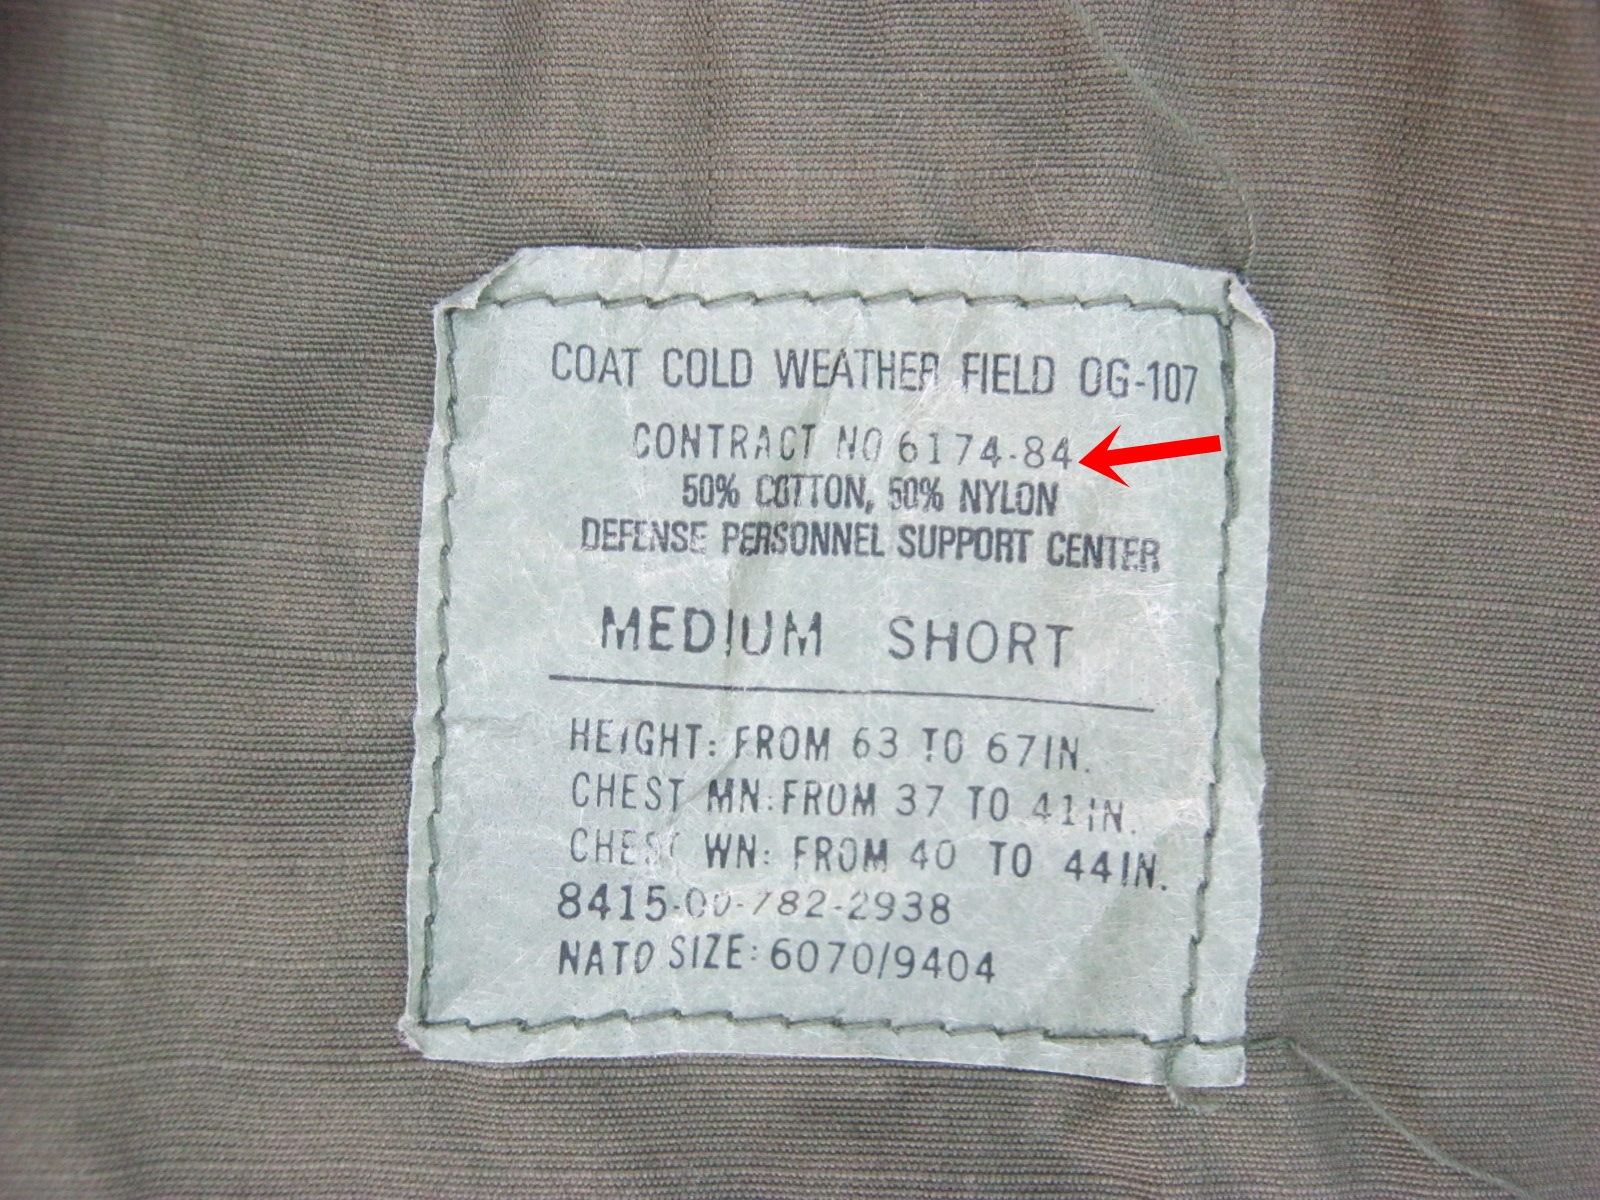 COAT COLD WEATHER FIELD OG-107
CONTRACT NO 6174-84
50% COTTON, 50% NYLON
DEFENSE PERSONNEL SUPPORT CENTER
MEDIUM SHORT
HEIGHT: FROM 63 TO 67IN.
CHEST MN: FROM 37 TO 41IN.
CHEST WN: FROM 40 TO 44IN.
8415-00-782-2938
NATO SIZE: 6070/9404